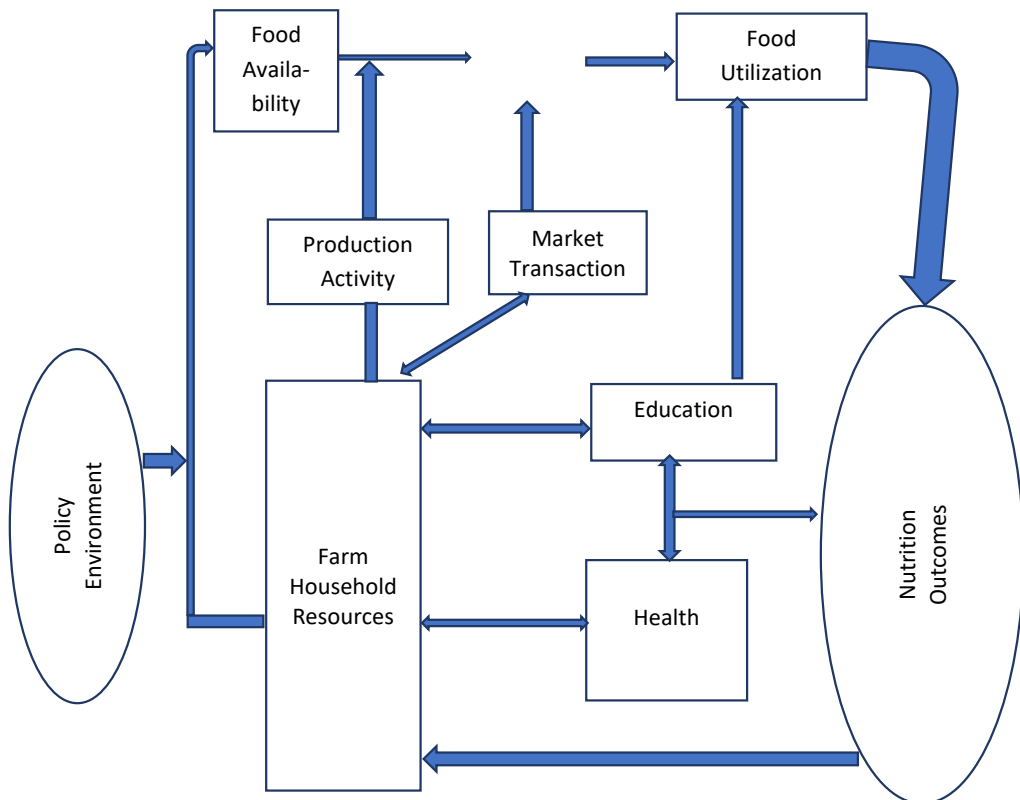 Food
Availa-
bility
Food
Utilization
Production
Activity
Market
Transaction
Education
Policy
Environment
Farm
Household
Resources
Health
Nutrition
Outcomes